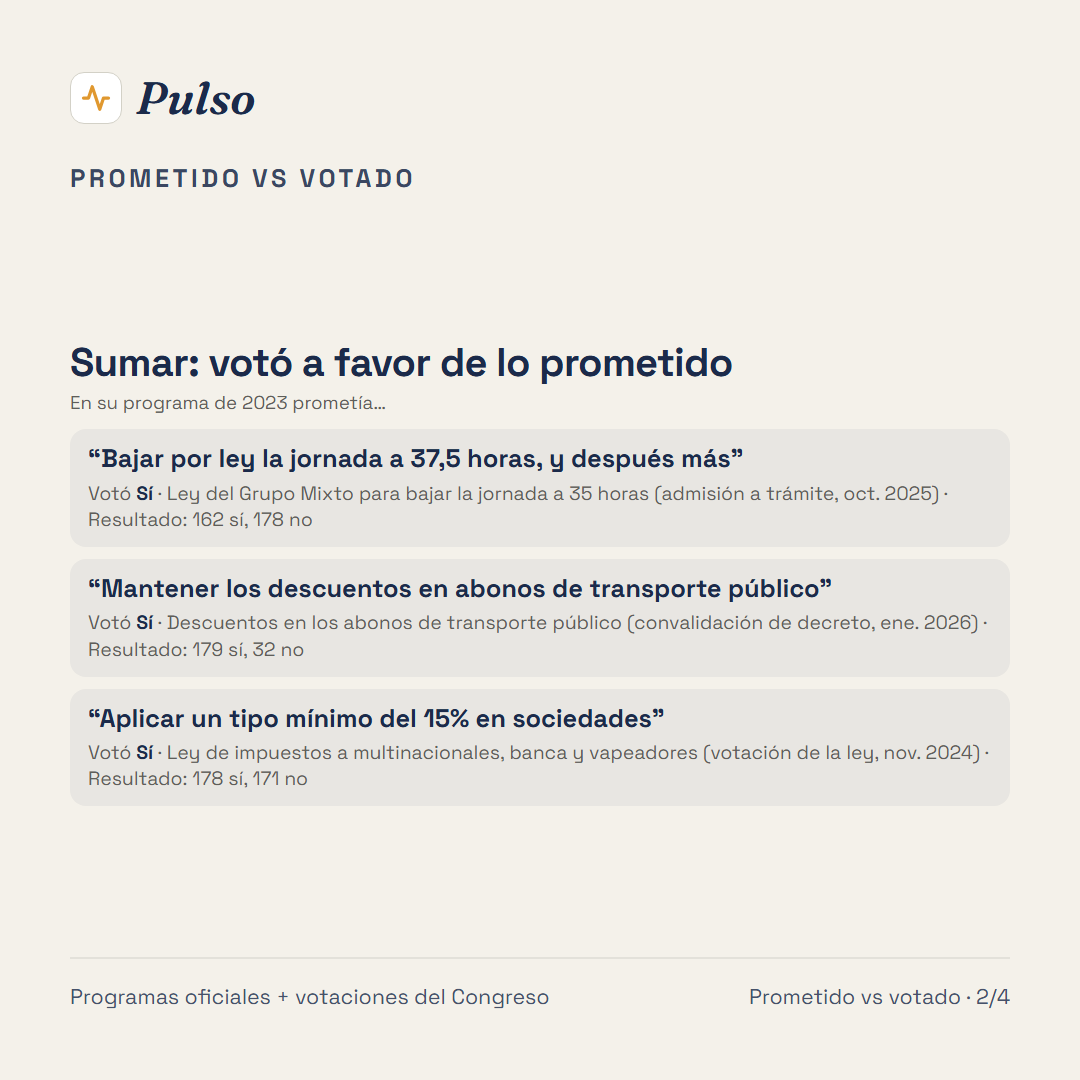 Pulso
PROMETIDO VS VOTADO
Sumar: votó a favor de lo prometido
En su programa de 2023 prometía…
“Bajar por ley la jornada a 37,5 horas, y después más”
Votó Sí · Ley del Grupo Mixto para bajar la jornada a 35 horas (admisión a trámite, oct. 2025) ·
Resultado: 162 sí, 178 no
“Mantener los descuentos en abonos de transporte público”
Votó Sí · Descuentos en los abonos de transporte público (convalidación de decreto, ene. 2026) ·
Resultado: 179 sí, 32 no
“Aplicar un tipo mínimo del 15% en sociedades”
Votó Sí · Ley de impuestos a multinacionales, banca y vapeadores (votación de la ley, nov. 2024) ·
Resultado: 178 sí, 171 no
Programas oficiales + votaciones del Congreso
Prometido vs votado · 2/4